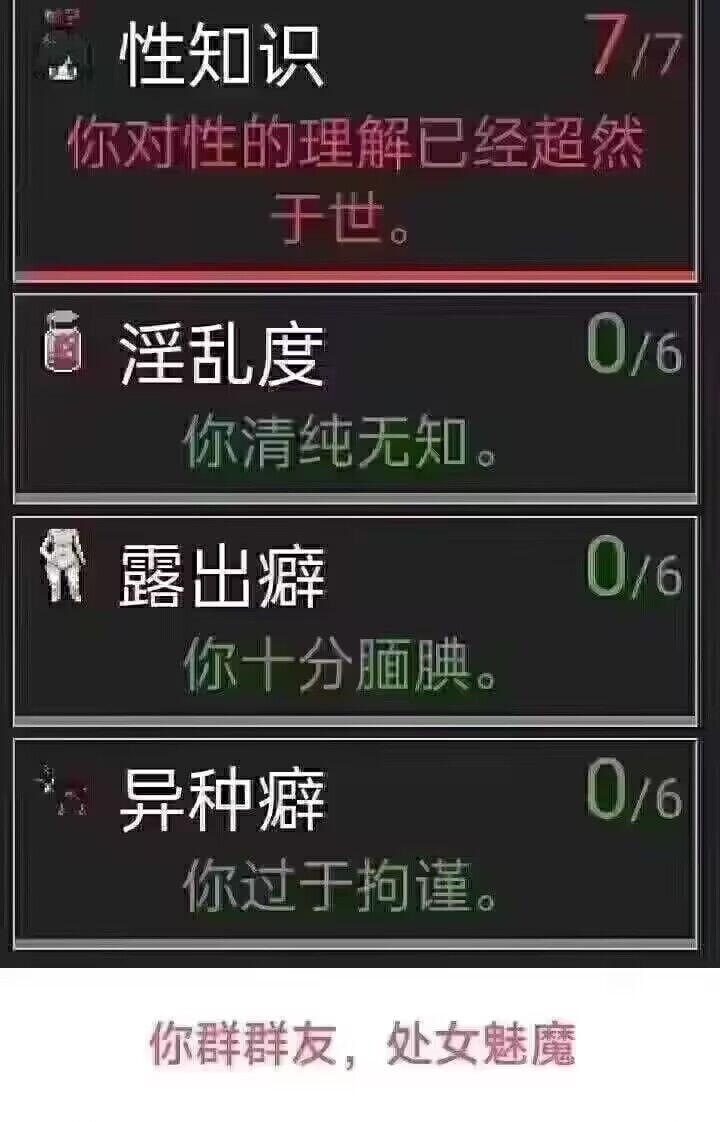 性知识 7/7
你对性的理解已经超然
于世。
淫乱度 0/6
你清纯无知。
露出癖 0/6
你十分腼腆。
异种癖 0/6
你过于拘谨。
你群群友，处女魅魔